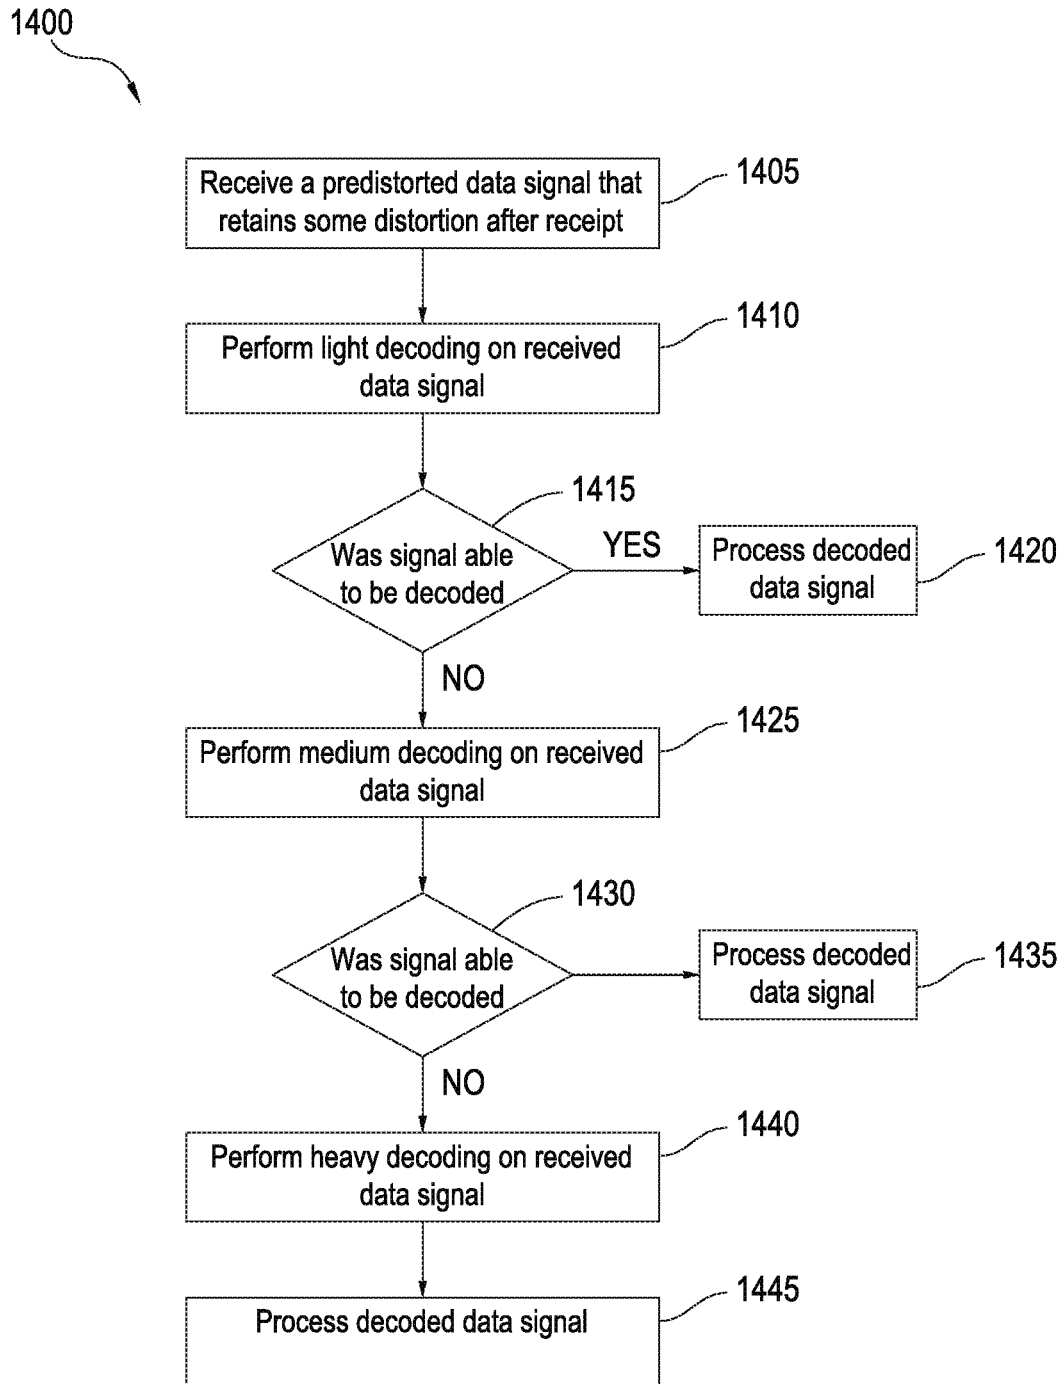 1400
Receive a predistorted data signal that
retains some distortion after receipt
1405
Perform light decoding on received
data signal
1410
Was signal able
to be decoded
1415
YES
Process decoded
data signal
1420
NO
Perform medium decoding on received
data signal
1425
Was signal able
to be decoded
1430
Process decoded
data signal
1435
NO
Perform heavy decoding on received
data signal
1440
Process decoded data signal
1445